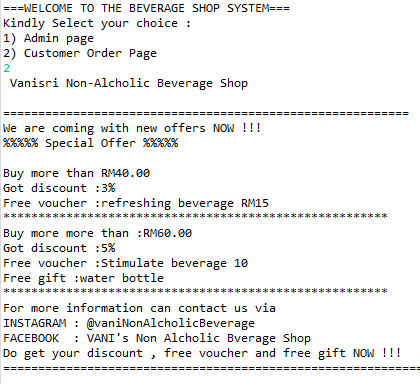 ===WELCOME TO THE BEVERAGE SHOP SYSTEM===
Kindly Select your choice :
1) Admin page
2) Customer Order Page
2
Vanisri Non-Alcholic Beverage Shop
==========================================================
We are coming with new offers NOW !!!
%%%%% Special Offer %%%%%
Buy more than RM40.00
Got discount :3%
Free voucher :refreshing beverage RM15
*******************************************************
Buy more more than :RM60.00
Got discount :5%
Free voucher :Stimulate beverage 10
Free gift :water bottle
*******************************************************
For more information can contact us via
INSTAGRAM : @vaniNonAlcholicBeverage
FACEBOOK  : VANI's Non Alcholic Bverage Shop
Do get your discount , free voucher and free gift NOW !!!
============================================================